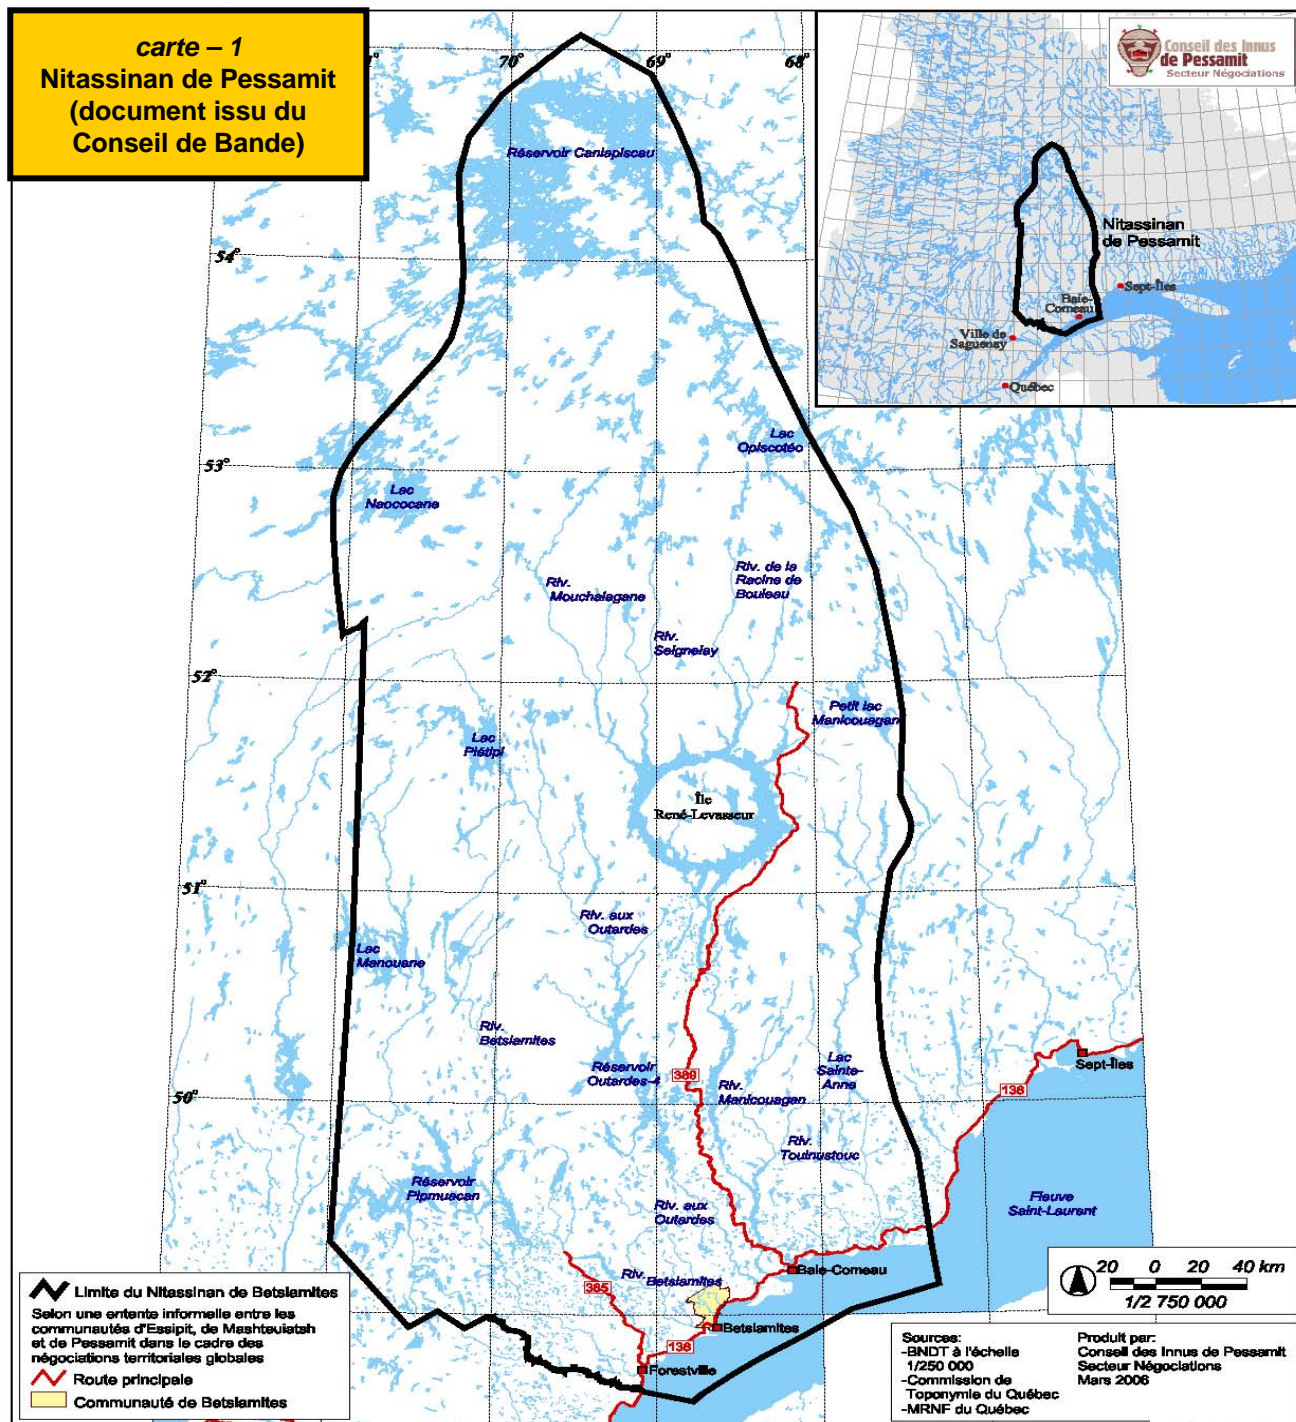 carte – 1
Nitassinan de Pessamit
(document issu du
Conseil de Bande)
70°
69°
68°
Conseil des Innus
de Pessamit
Secteur Négociations
Nitassinan
de Pessamit
Sept-Îles
Baie-
Comeau
Ville de
Saguenay
Québec
Réservoir Caniapiscau
54°
Lac
Opiscotéo
53°
Lac
Naococane
Riv.
Mouchalagane
Riv. de la
Racine de
Bouleau
Riv.
Seignelay
52°
Petit lac
Manicouagan
Lac
Plétipi
Île
René-Levasseur
51°
Riv. aux
Outardes
Lac
Manouane
Riv.
Betsiamites
Réservoir
Outardes-4
389
Riv.
Manicouagan
Lac
Sainte-
Anne
Sept-Îles
138
50°
Riv.
Toulnustouc
Réservoir
Pipmuacan
Riv. aux
Outardes
Fleuve
Saint-Laurent
Riv. Betsiamites
Baie-Comeau
385
Betsiamites
138
Forestville
Limite du Nitassinan de Betsiamites
Selon une entente informelle entre les
communautés d'Essipit, de Mashteuiatsh
et de Pessamit dans le cadre des
négociations territoriales globales
Route principale
Communauté de Betsiamites
20 0 20 40 km
1/2 750 000
Sources:
-BNDT à l'échelle
1/250 000
-Commission de
Toponymie du Québec
-MRNF du Québec
Produit par:
Conseil des Innus de Pessamit
Secteur Négociations
Mars 2006